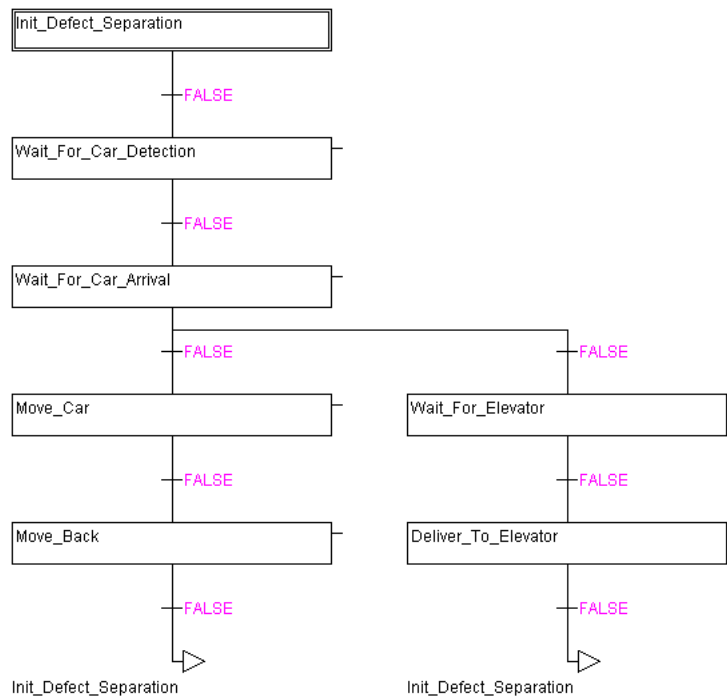 Init_Defect_Separation
FALSE
Wait_For_Car_Detection
FALSE
Wait_For_Car_Arrival
FALSE
FALSE
Move_Car
Wait_For_Elevator
FALSE
FALSE
Move_Back
Deliver_To_Elevator
FALSE
FALSE
Init_Defect_Separation
Init_Defect_Separation